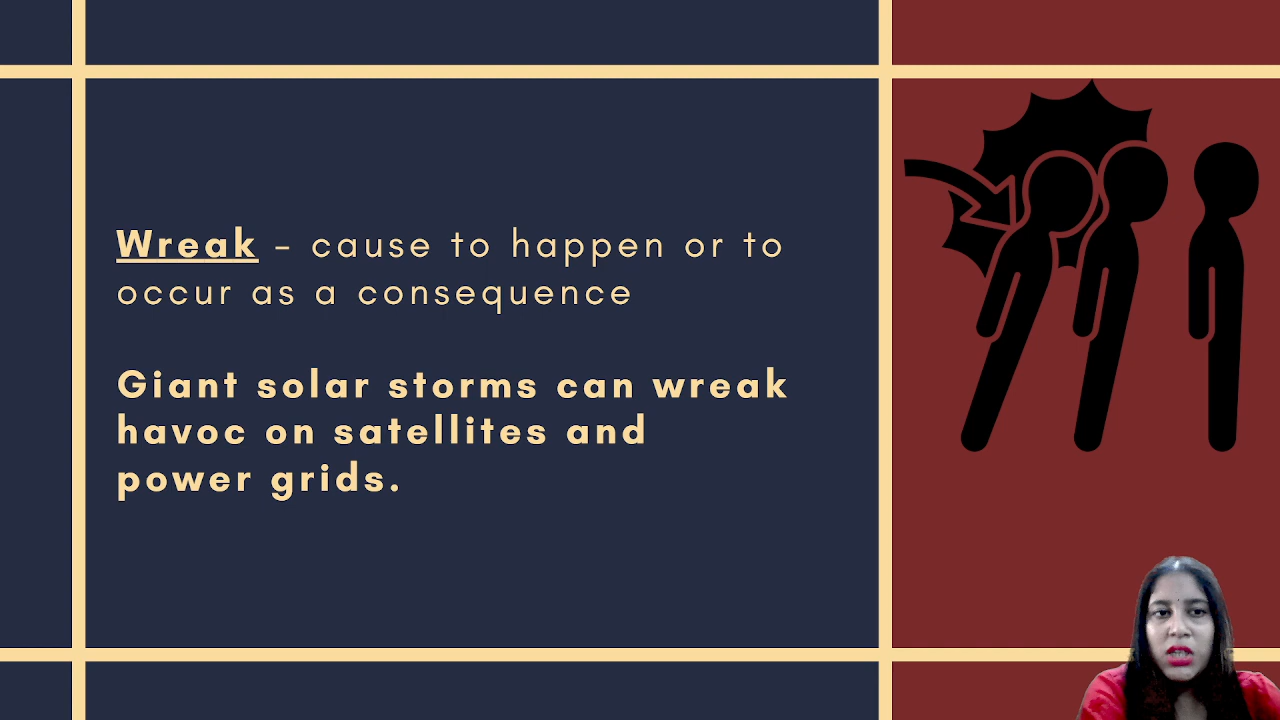 Wreak – cause to happen or to
occur as a consequence
Giant solar storms can wreak
havoc on satellites and
power grids.